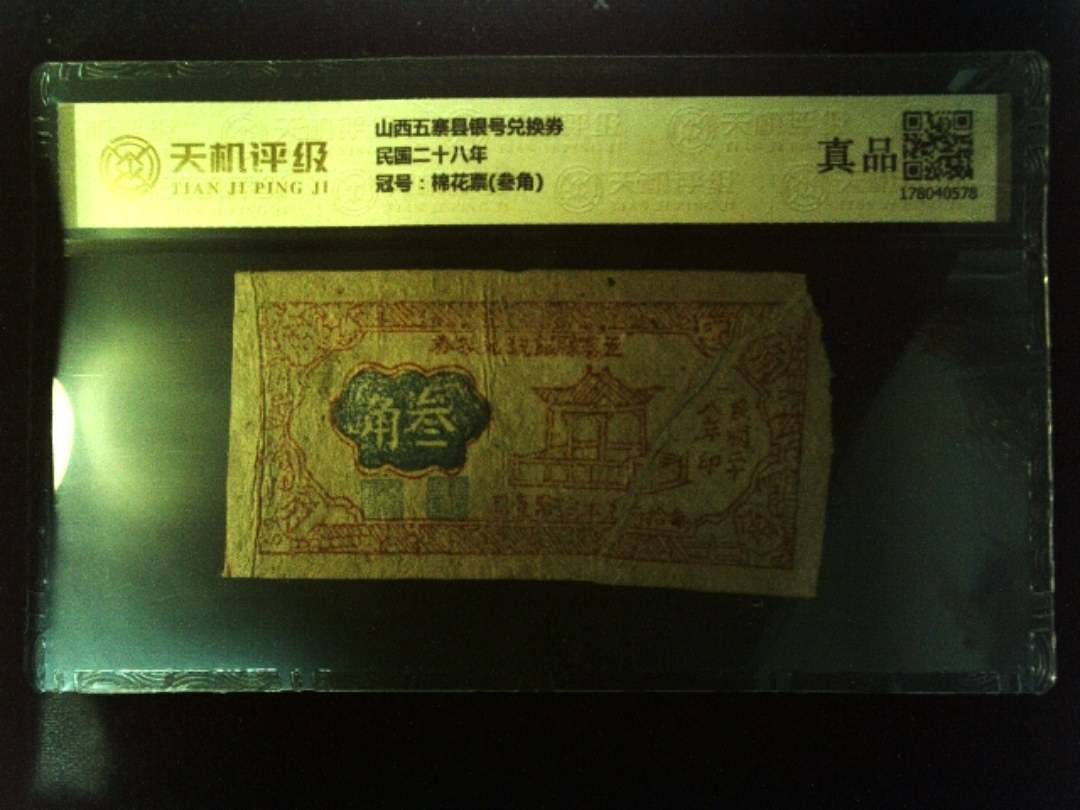 天机评级
TIAN JI PING JI
山西五寨县银号兑换券
民国二十八年
冠号：棉花票(叁角)
真品
178040578
角叁
民国二十
八年印